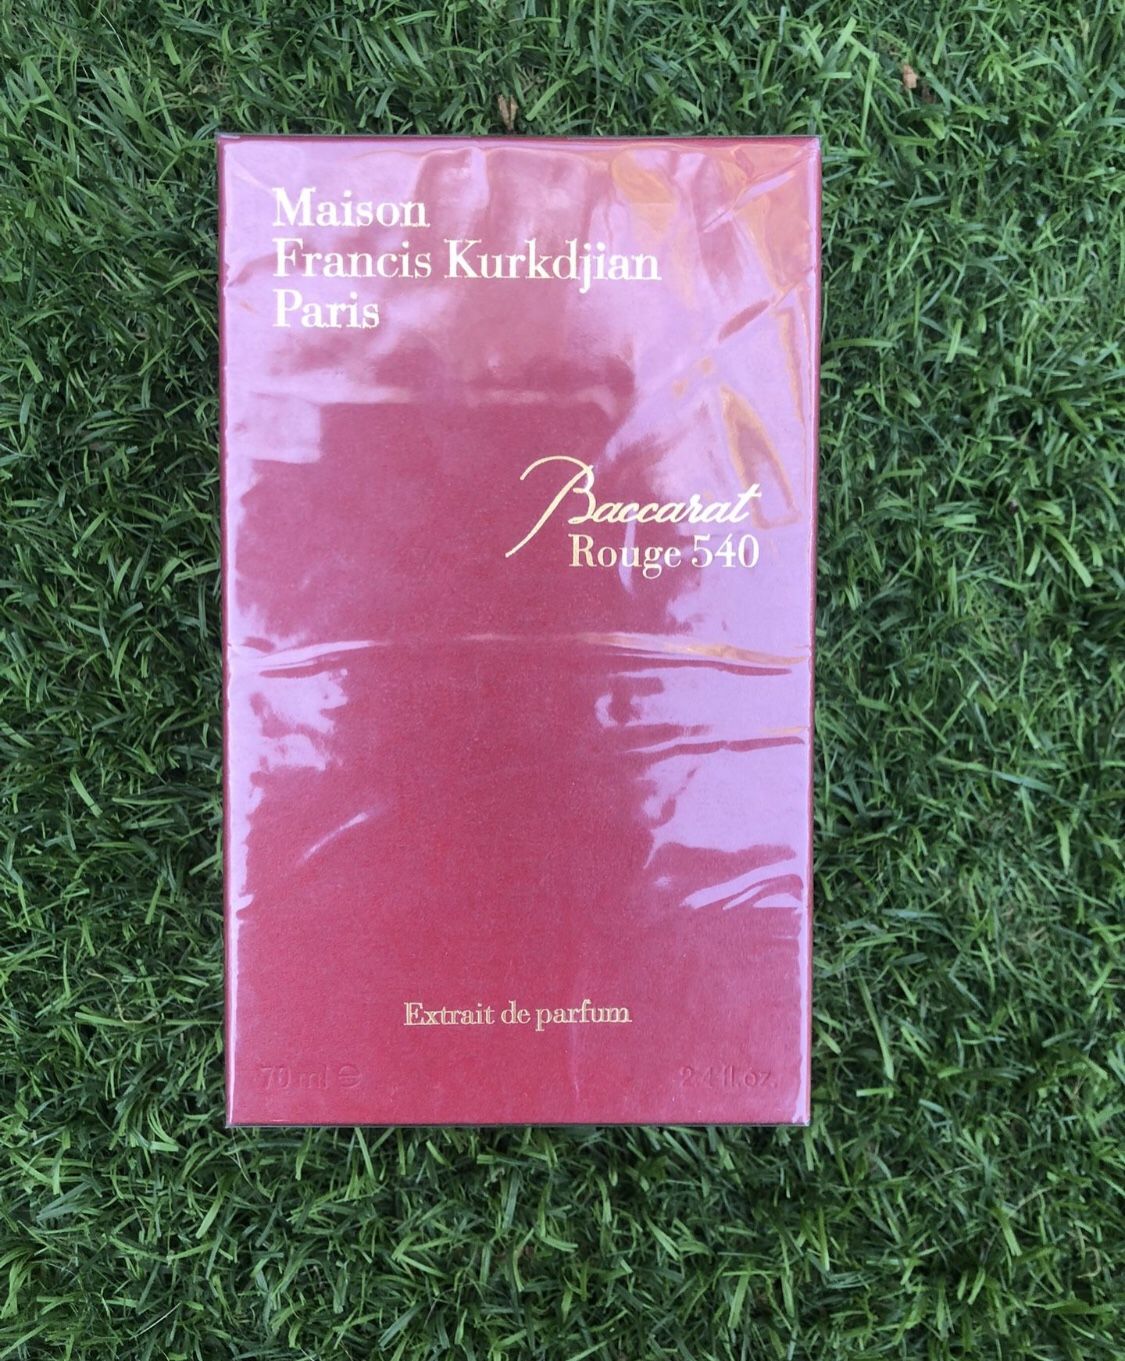 Maison
Francis Kurkdjian
Paris
Baccarat
Rouge 540
Extrait de parfum
70 ml ℮ 2.4 fl.oz.